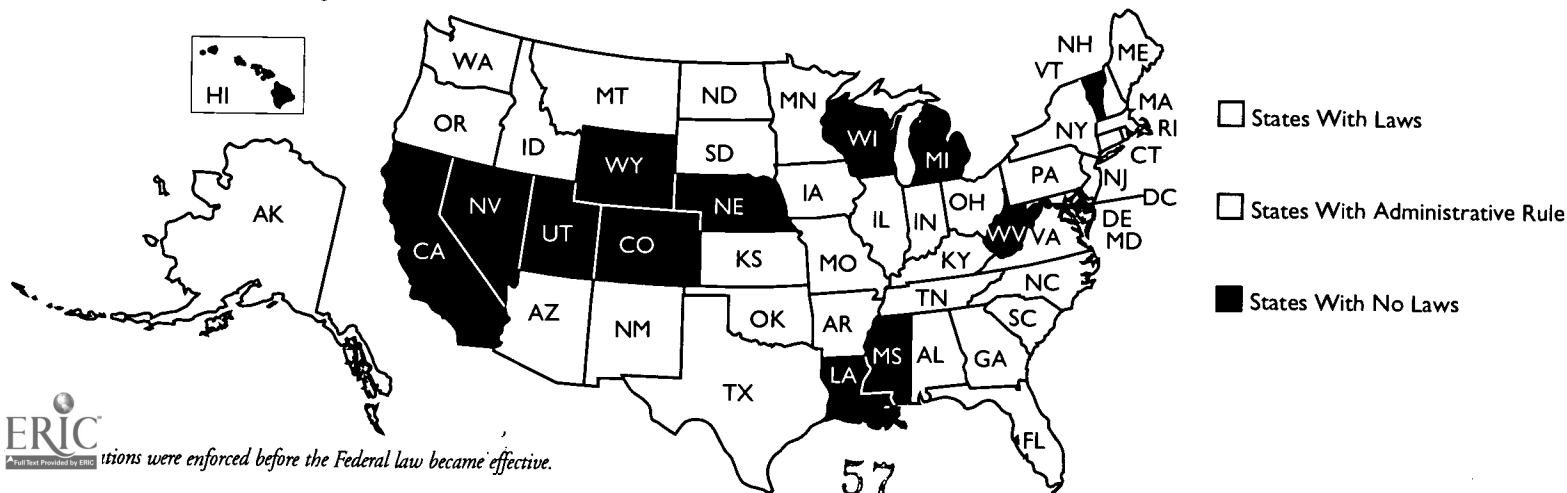 HI
AK
WA
OR
CA
NV
ID
MT
WY
UT
CO
AZ
NM
ND
SD
NE
KS
OK
TX
MN
IA
MO
AR
LA
WI
IL
MI
IN
OH
KY
TN
MS
AL
GA
FL
SC
NC
VA
WV
PA
NY
VT
NH
ME
MA
RI
CT
NJ
DC
DE
MD
States With Laws
States With Administrative Rule
States With No Laws
ERIC
Full Text Provided by ERIC
ations were enforced before the Federal law became effective.
57